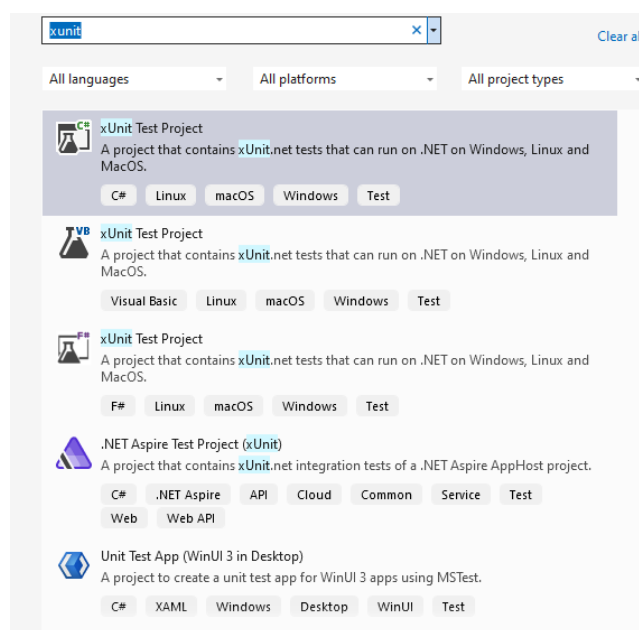 xunit
Clear al
All languages All platforms All project types
C#
xUnit Test Project
A project that contains xUnit.net tests that can run on .NET on Windows, Linux and
MacOS.
C# Linux macOS Windows Test
VB
xUnit Test Project
A project that contains xUnit.net tests that can run on .NET on Windows, Linux and
MacOS.
Visual Basic Linux macOS Windows Test
F#
xUnit Test Project
A project that contains xUnit.net tests that can run on .NET on Windows, Linux and
MacOS.
F# Linux macOS Windows Test
.NET Aspire Test Project (xUnit)
A project that contains xUnit.net integration tests of a .NET Aspire AppHost project.
C# .NET Aspire API Cloud Common Service Test
Web Web API
Unit Test App (WinUI 3 in Desktop)
A project to create a unit test app for WinUI 3 apps using MSTest.
C# XAML Windows Desktop WinUI Test